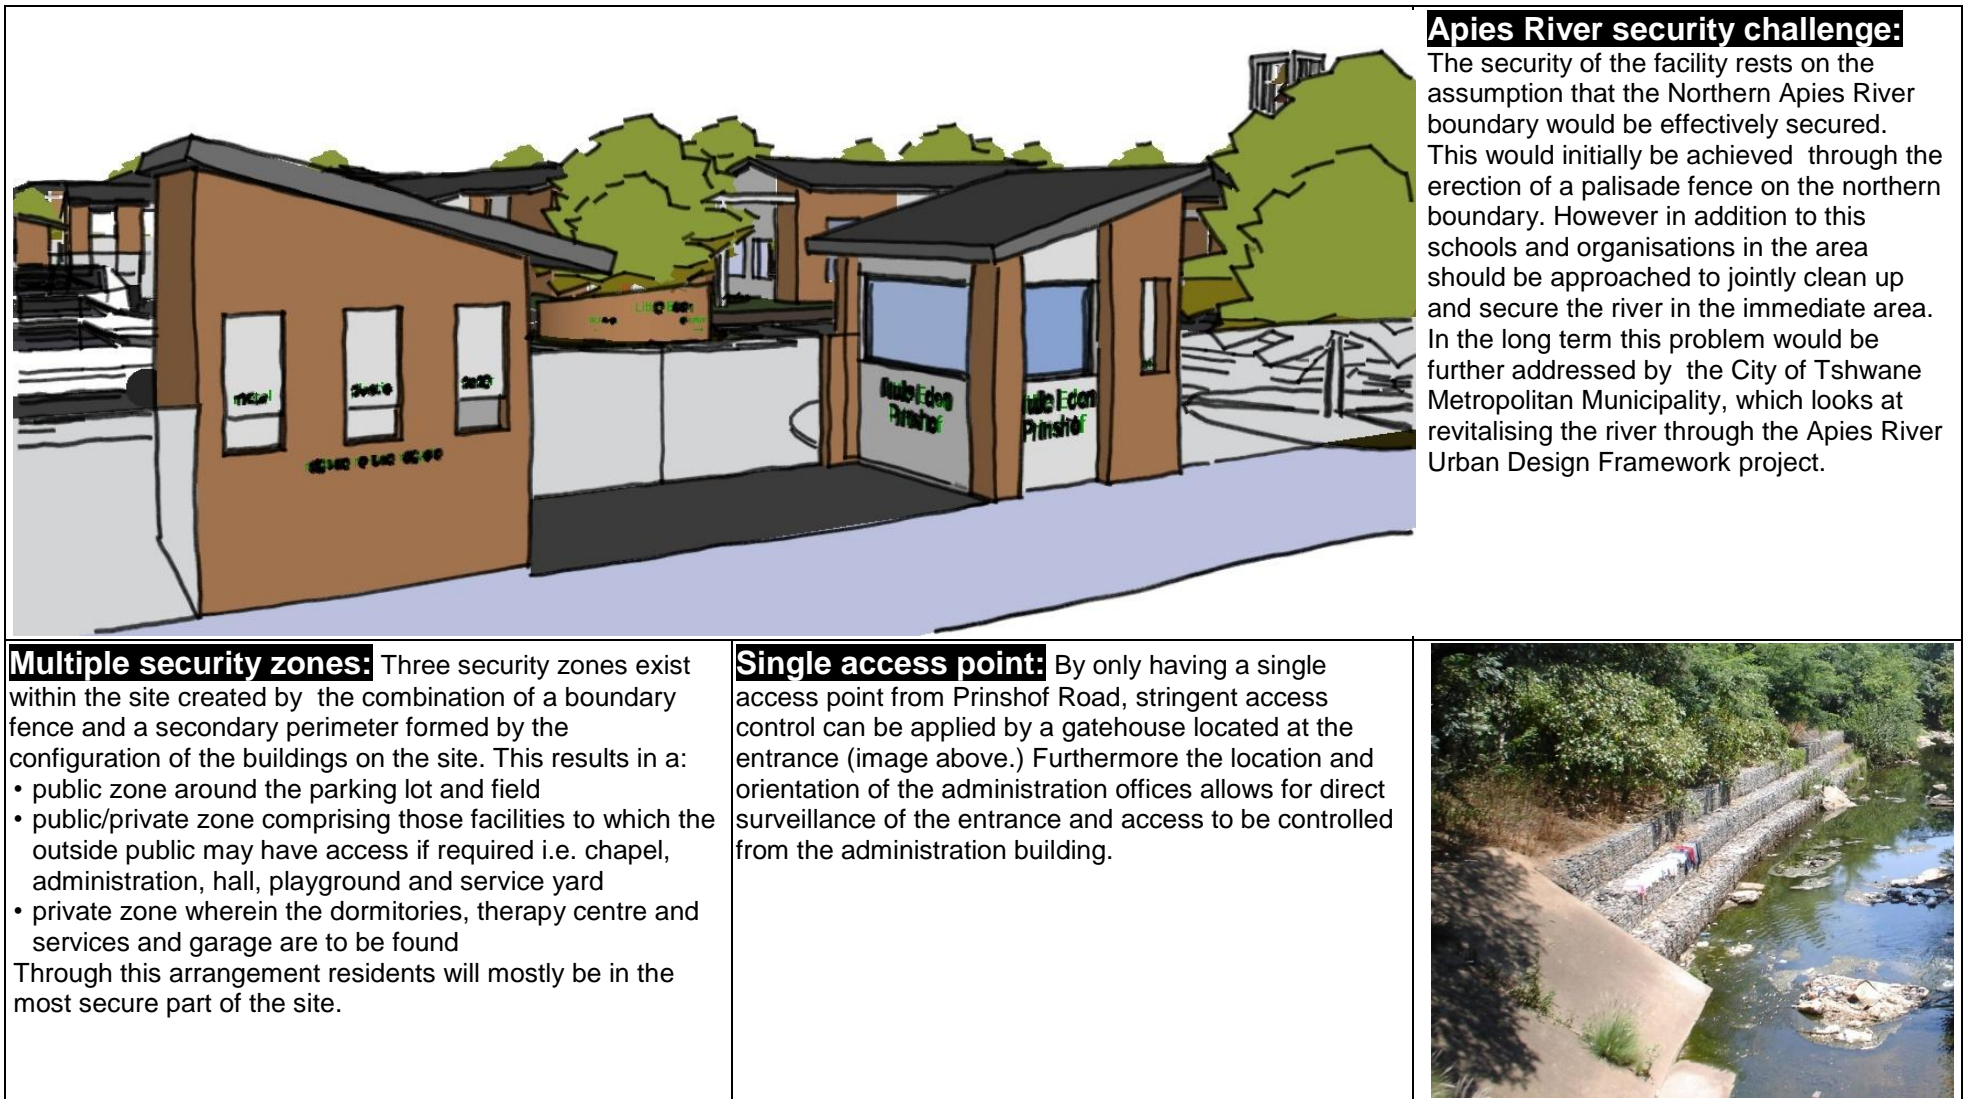 Apies River security challenge:
The security of the facility rests on the
assumption that the Northern Apies River
boundary would be effectively secured.
This would initially be achieved through the
erection of a palisade fence on the northern
boundary. However in addition to this
schools and organisations in the area
should be approached to jointly clean up
and secure the river in the immediate area.
In the long term this problem would be
further addressed by the City of Tshwane
Metropolitan Municipality, which looks at
revitalising the river through the Apies River
Urban Design Framework project.
Little Eden
Prinshof
Little Eden
Prinshof
Multiple security zones: Three security zones exist
within the site created by the combination of a boundary
fence and a secondary perimeter formed by the
configuration of the buildings on the site. This results in a:
• public zone around the parking lot and field
• public/private zone comprising those facilities to which the
outside public may have access if required i.e. chapel,
administration, hall, playground and service yard
• private zone wherein the dormitories, therapy centre and
services and garage are to be found
Through this arrangement residents will mostly be in the
most secure part of the site.
Single access point: By only having a single
access point from Prinshof Road, stringent access
control can be applied by a gatehouse located at the
entrance (image above.) Furthermore the location and
orientation of the administration offices allows for direct
surveillance of the entrance and access to be controlled
from the administration building.